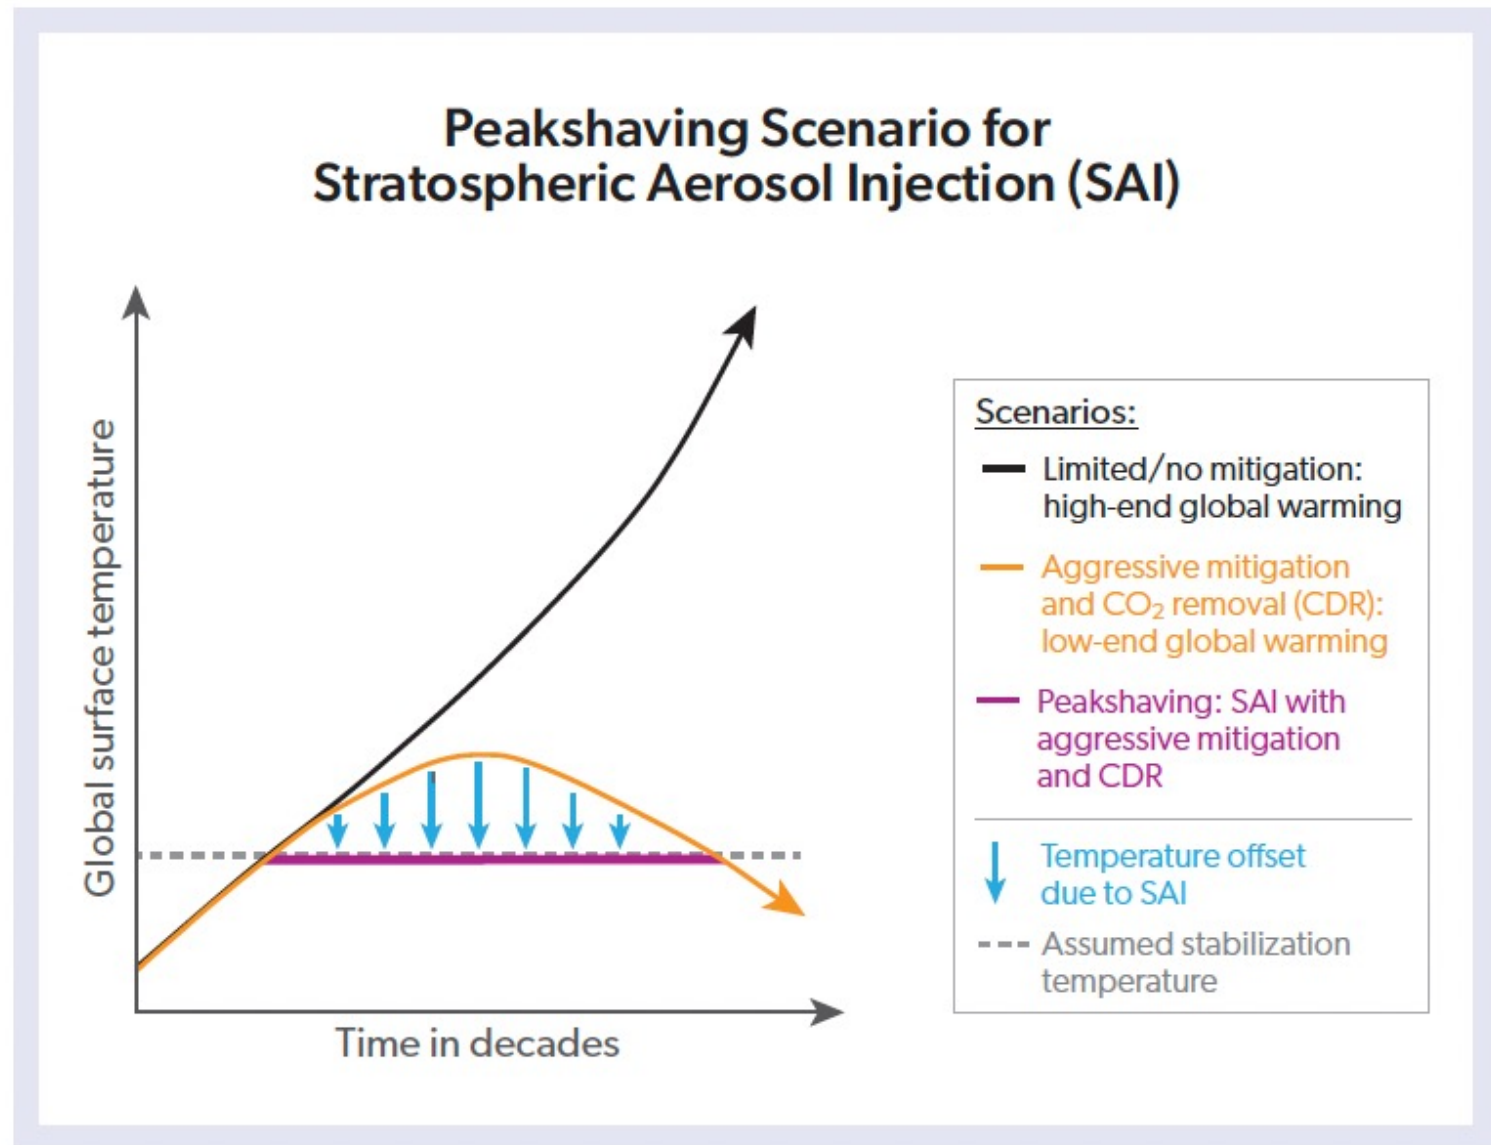 Peakshaving Scenario for
Stratospheric Aerosol Injection (SAI)
Global surface temperature
Time in decades
Scenarios:
Limited/no mitigation:
high-end global warming
Aggressive mitigation
and CO₂ removal (CDR):
low-end global warming
Peakshaving: SAI with
aggressive mitigation
and CDR
Temperature offset
due to SAI
Assumed stabilization
temperature